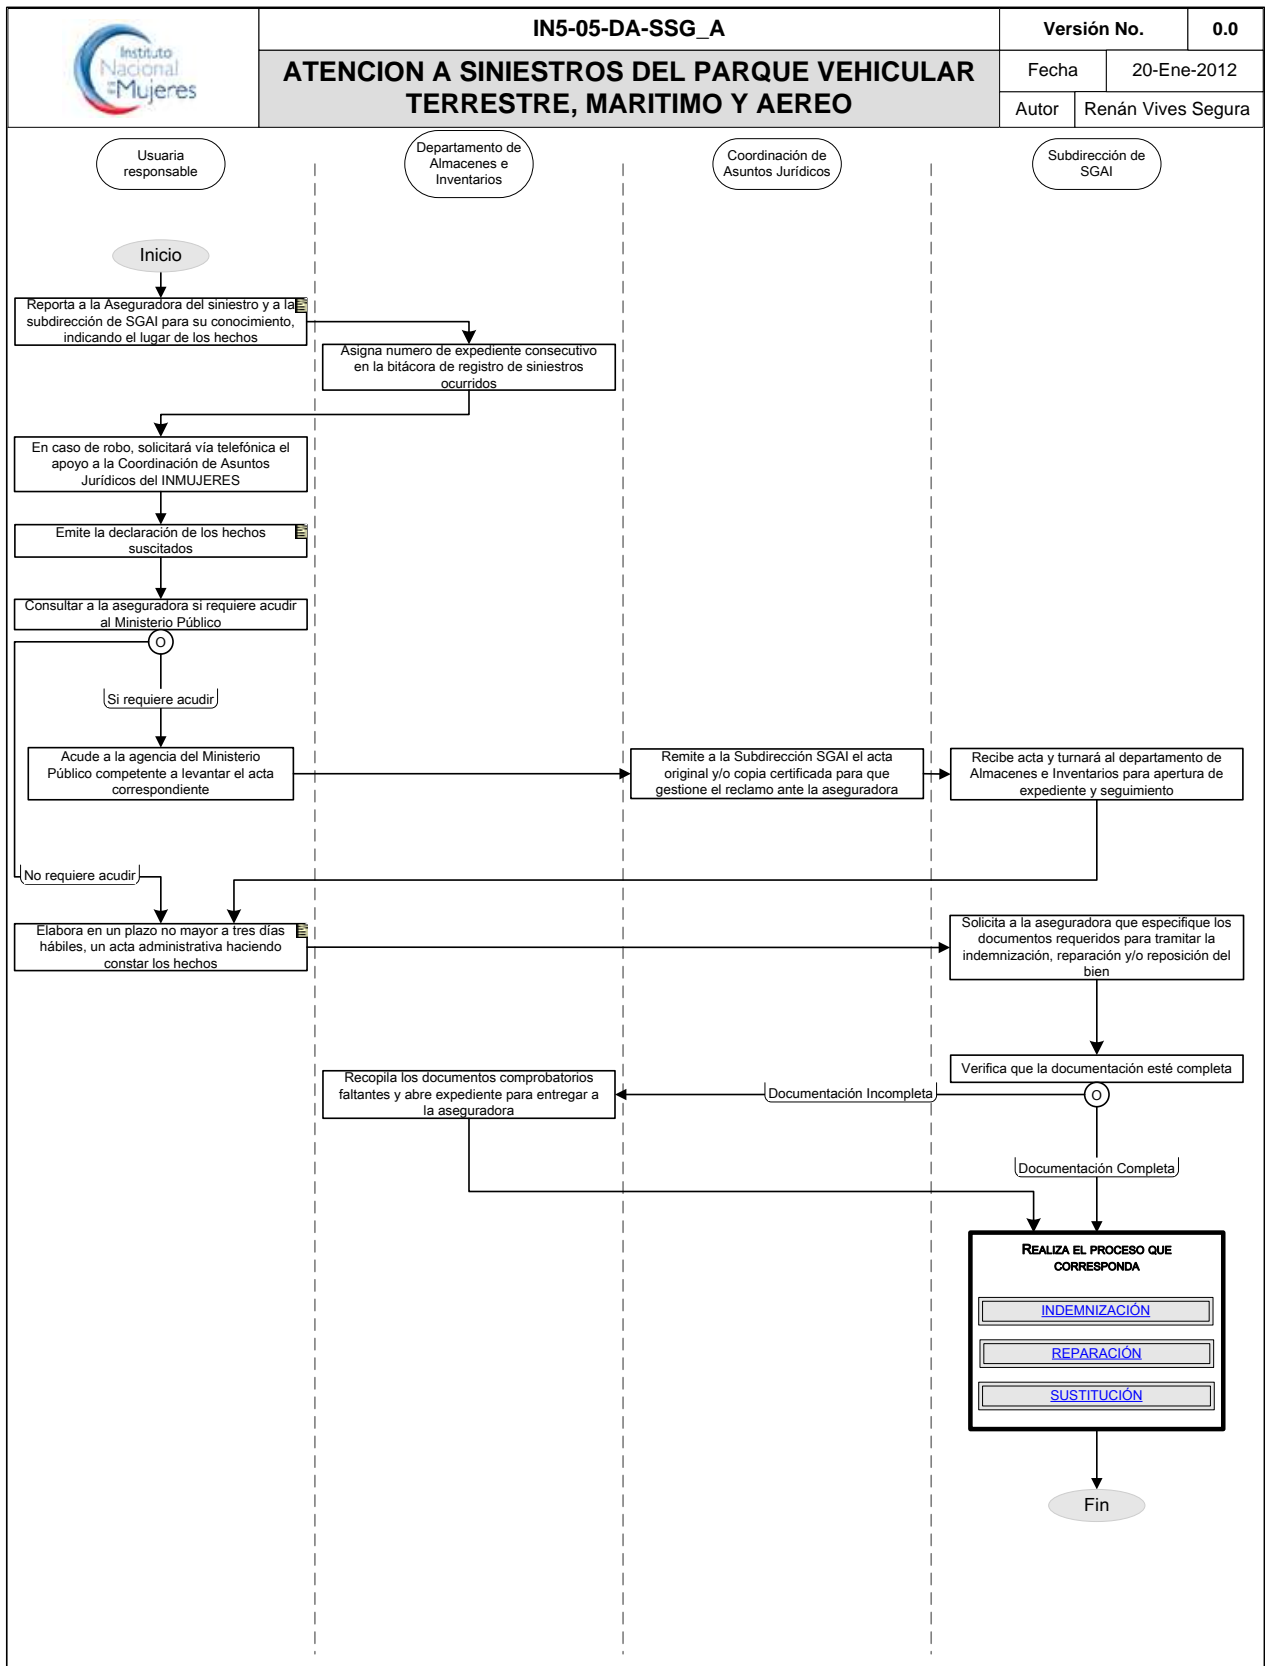 Instituto
Nacional
de las Mujeres
IN5-05-DA-SSG_A
Versión No.
0.0
ATENCION A SINIESTROS DEL PARQUE VEHICULAR
TERRESTRE, MARITIMO Y AEREO
Fecha
20-Ene-2012
Autor
Renán Vives Segura
Usuaria
responsable
Departamento de
Almacenes e
Inventarios
Coordinación de
Asuntos Jurídicos
Subdirección de
SGAI
Inicio
Reporta a la Aseguradora del siniestro y a la
subdirección de SGAI para su conocimiento,
indicando el lugar de los hechos
Asigna numero de expediente consecutivo
en la bitácora de registro de siniestros
ocurridos
En caso de robo, solicitará vía telefónica el
apoyo a la Coordinación de Asuntos
Jurídicos del INMUJERES
Emite la declaración de los hechos
suscitados
Consultar a la aseguradora si requiere acudir
al Ministerio Público
O
Si requiere acudir
Acude a la agencia del Ministerio
Público competente a levantar el acta
correspondiente
Remite a la Subdirección SGAI el acta
original y/o copia certificada para que
gestione el reclamo ante la aseguradora
Recibe acta y turnará al departamento de
Almacenes e Inventarios para apertura de
expediente y seguimiento
No requiere acudir
Elabora en un plazo no mayor a tres días
hábiles, un acta administrativa haciendo
constar los hechos
Solicita a la aseguradora que especifique los
documentos requeridos para tramitar la
indemnización, reparación y/o reposición del
bien
Verifica que la documentación esté completa
O
Documentación Incompleta
Recopila los documentos comprobatorios
faltantes y abre expediente para entregar a
la aseguradora
Documentación Completa
REALIZA EL PROCESO QUE
CORRESPONDA
INDEMNIZACIÓN
REPARACIÓN
SUSTITUCIÓN
Fin